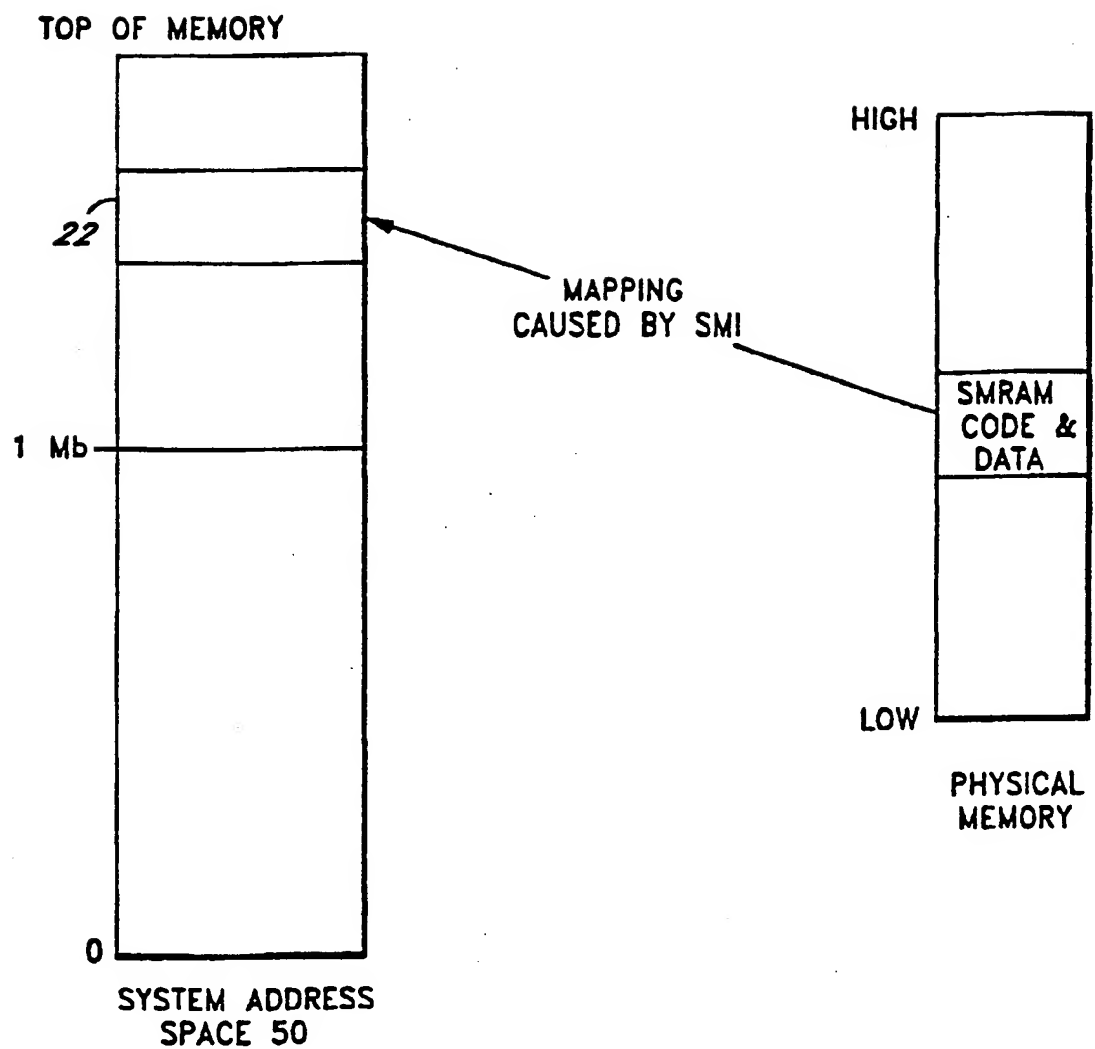 TOP OF MEMORY
22
1 Mb
0
SYSTEM ADDRESS
SPACE 50
MAPPING
CAUSED BY SMI
HIGH
SMRAM
CODE &
DATA
LOW
PHYSICAL
MEMORY